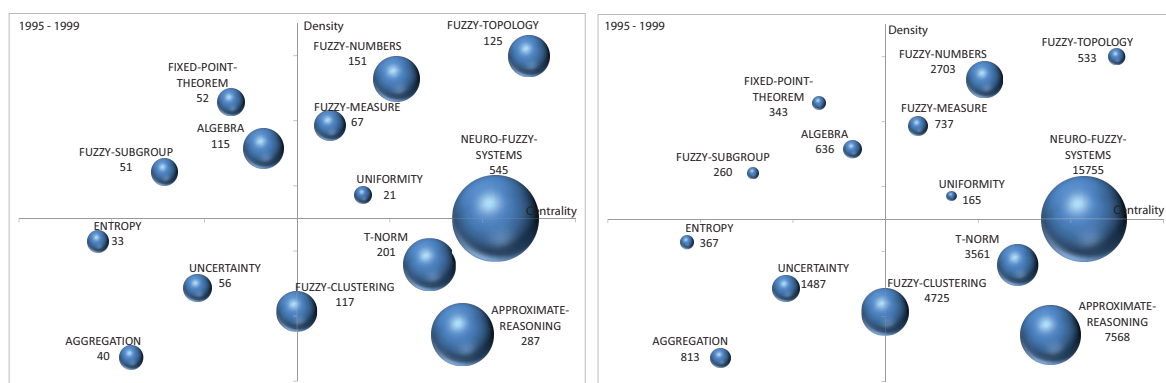 1995 - 1999
Density
FUZZY-TOPOLOGY
125
FUZZY-NUMBERS
151
FIXED-POINT-
THEOREM
52
FUZZY-MEASURE
67
ALGEBRA
115
NEURO-FUZZY-
SYSTEMS
545
FUZZY-SUBGROUP
51
UNIFORMITY
21
Centrality
ENTROPY
33
T-NORM
201
UNCERTAINTY
56
FUZZY-CLUSTERING
117
APPROXIMATE-
REASONING
287
AGGREGATION
40
1995 - 1999
Density
FUZZY-TOPOLOGY
533
FUZZY-NUMBERS
2703
FIXED-POINT-
THEOREM
343
FUZZY-MEASURE
737
ALGEBRA
636
NEURO-FUZZY-
SYSTEMS
15755
FUZZY-SUBGROUP
260
UNIFORMITY
165
Centrality
ENTROPY
367
T-NORM
3561
UNCERTAINTY
1487
FUZZY-CLUSTERING
4725
APPROXIMATE-
REASONING
7568
AGGREGATION
813